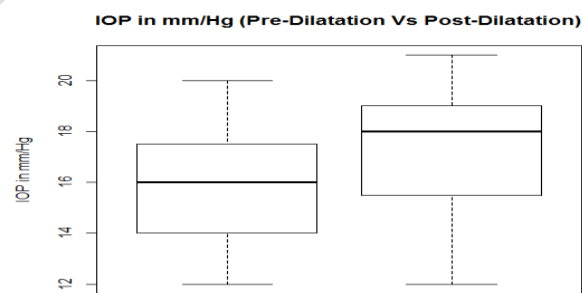 IOP in mm/Hg (Pre-Dilatation Vs Post-Dilatation)
IOP in mm/Hg
20
18
16
14
12